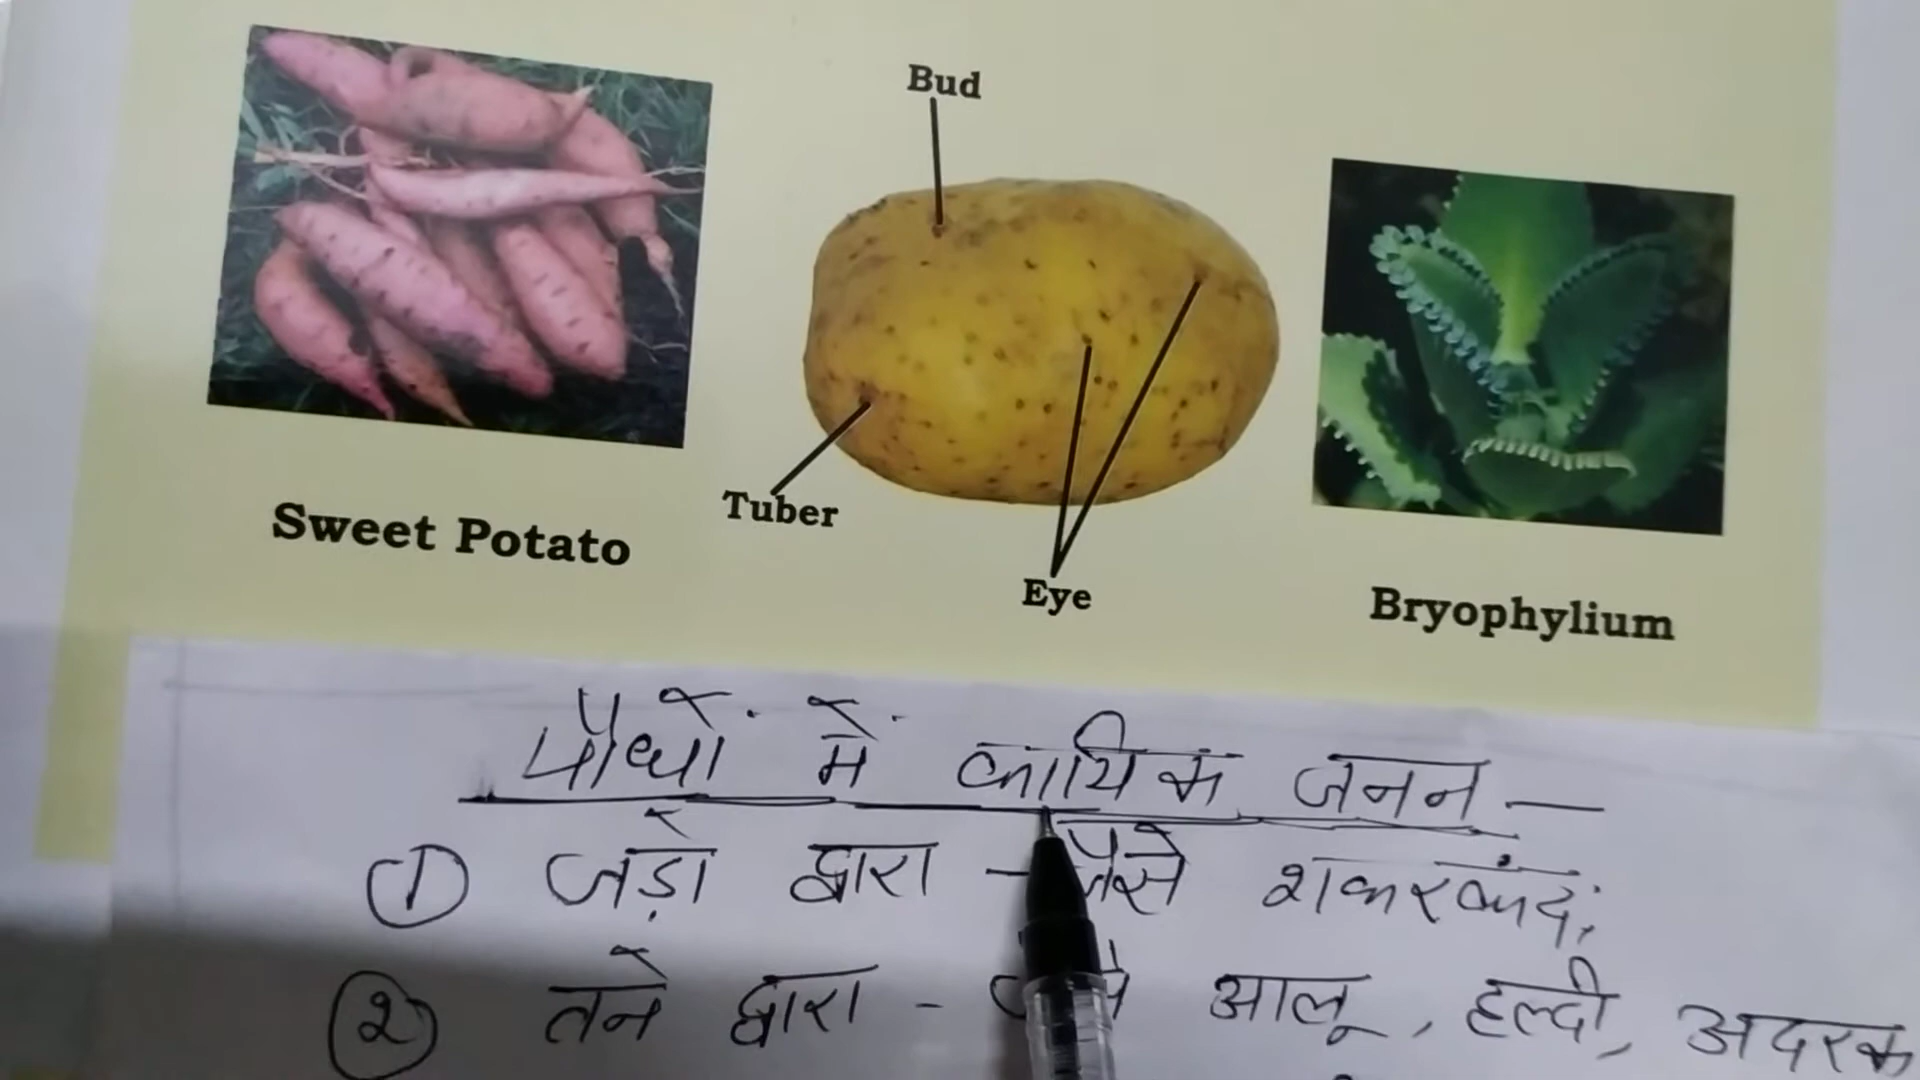 Bud
Tuber
Eye
Sweet Potato
Bryophylium
पौधों में कायिक जनन —
① जड़ो द्वारा - जैसे शकरकंद,
② तने द्वारा - आलू, हल्दी, अदरक